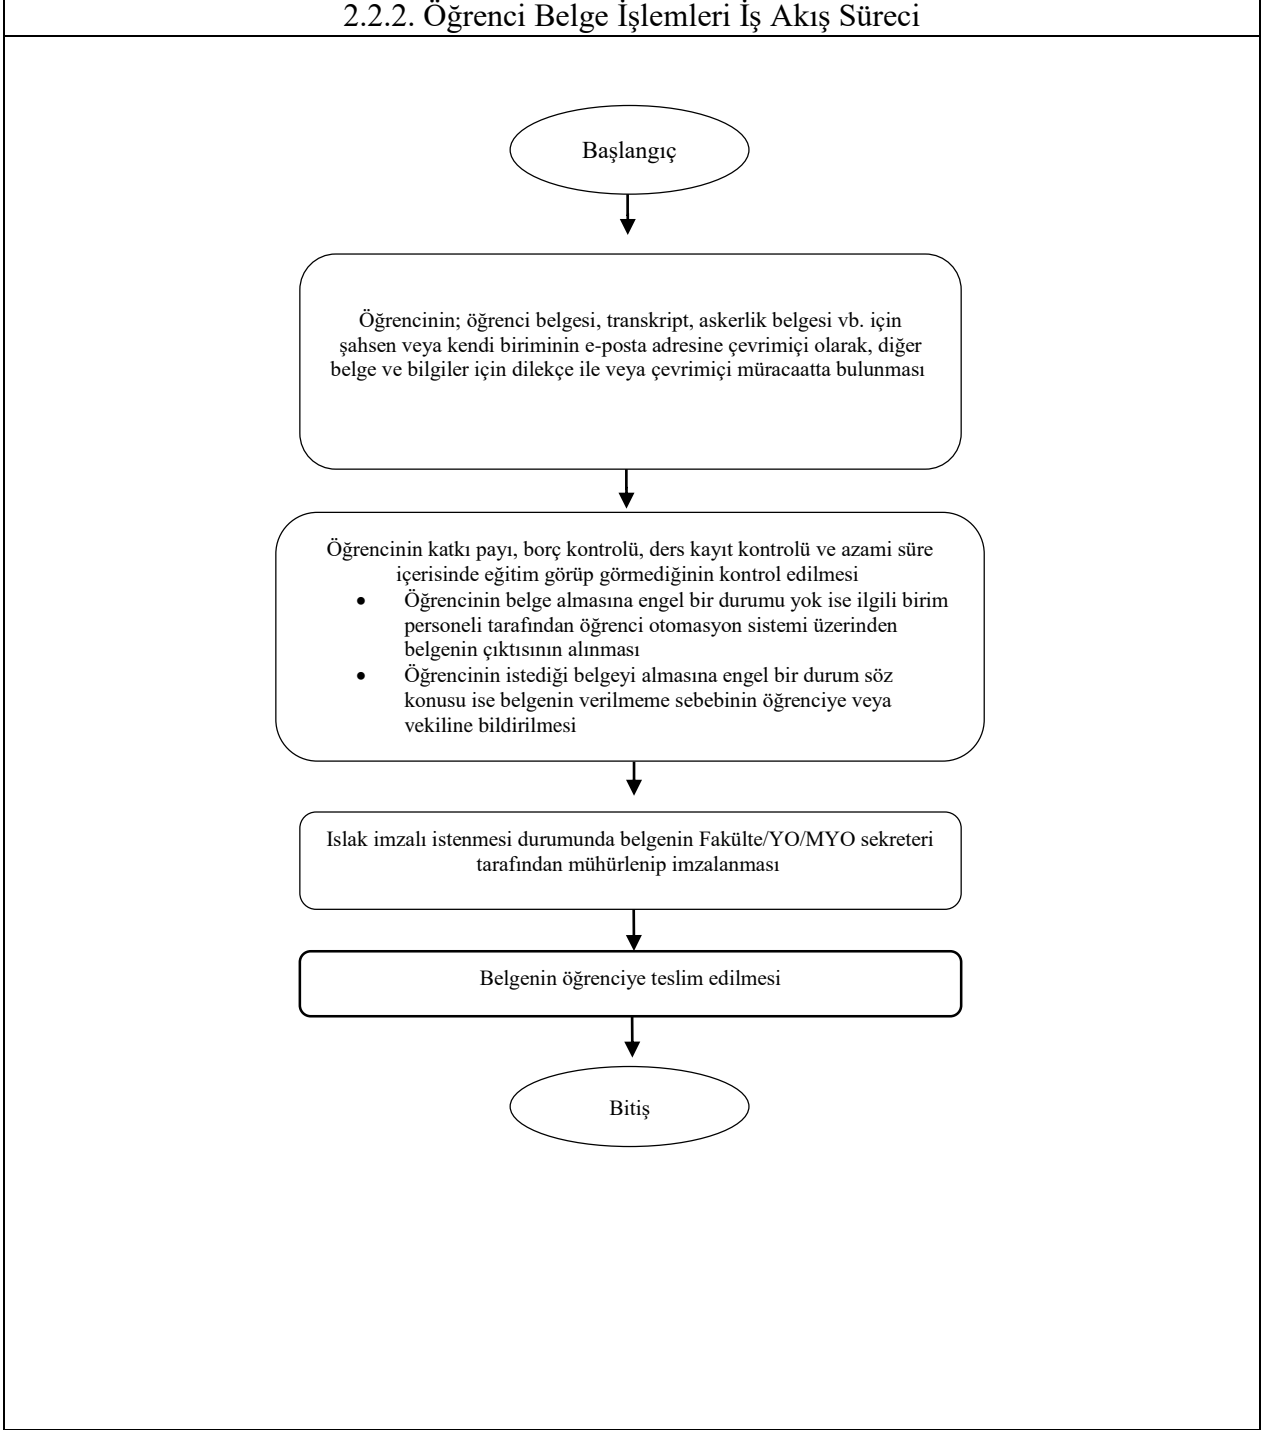 2.2.2. Öğrenci Belge İşlemleri İş Akış Süreci
Başlangıç
Öğrencinin; öğrenci belgesi, transkript, askerlik belgesi vb. için
şahsen veya kendi biriminin e-posta adresine çevrimiçi olarak, diğer
belge ve bilgiler için dilekçe ile veya çevrimiçi müracaatta bulunması
Öğrencinin katkı payı, borç kontrolü, ders kayıt kontrolü ve azami süre
içerisinde eğitim görüp görmediğinin kontrol edilmesi
• Öğrencinin belge almasına engel bir durumu yok ise ilgili birim
personeli tarafından öğrenci otomasyon sistemi üzerinden
belgenin çıktısının alınması
• Öğrencinin istediği belgeyi almasına engel bir durum söz
konusu ise belgenin verilmeme sebebinin öğrenciye veya
vekiline bildirilmesi
Islak imzalı istenmesi durumunda belgenin Fakülte/YO/MYO sekreteri
tarafından mühürlenip imzalanması
Belgenin öğrenciye teslim edilmesi
Bitiş